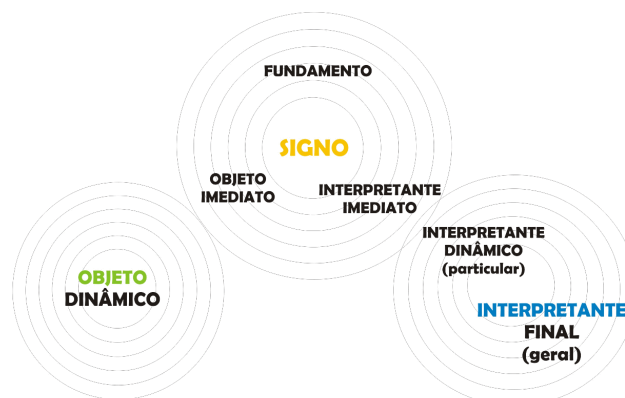 FUNDAMENTO
SIGNO
OBJETO
IMEDIATO
INTERPRETANTE
IMEDIATO
OBJETO
DINÂMICO
INTERPRETANTE
DINÂMICO
(particular)
INTERPRETANTE
FINAL
(geral)